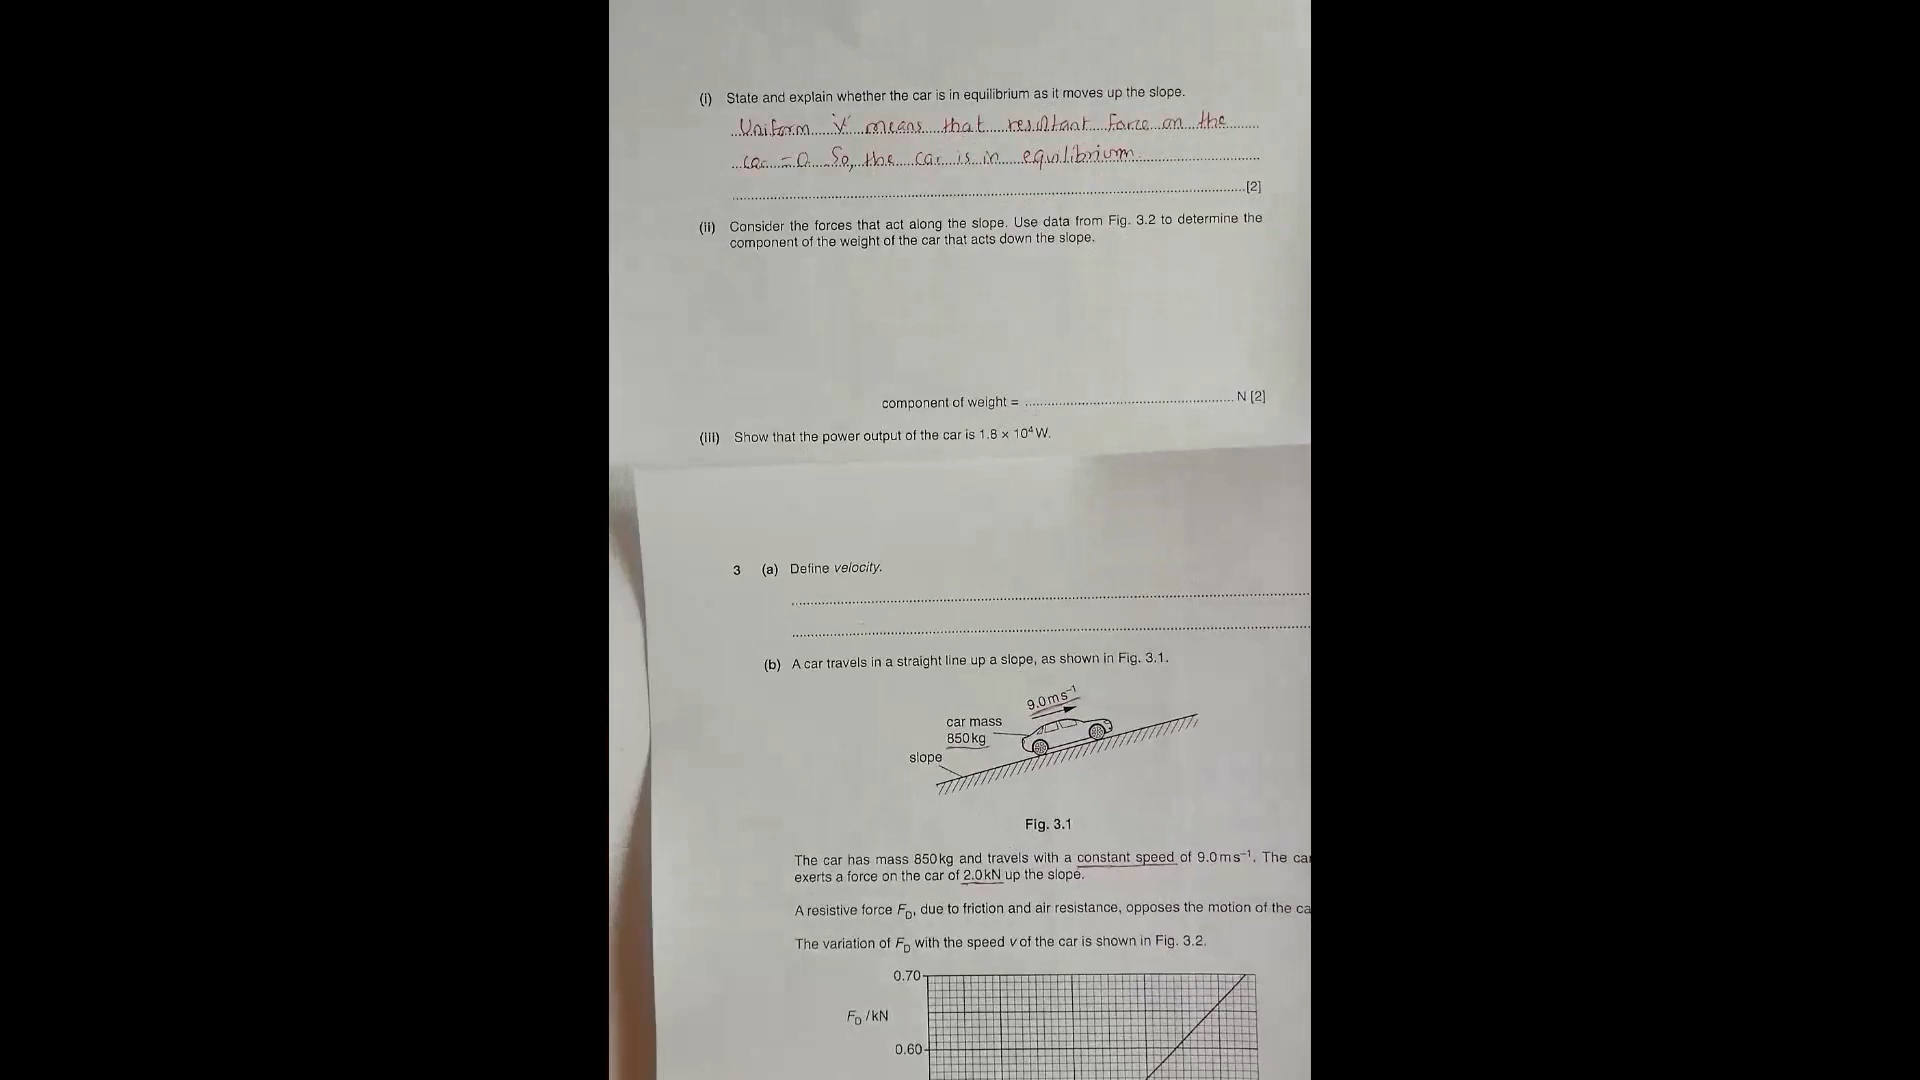 (i) State and explain whether the car is in equilibrium as it moves up the slope.
Uniform 'v' means that resultant force on the
car = 0. So, the car is in equilibrium.
[2]
(ii) Consider the forces that act along the slope. Use data from Fig. 3.2 to determine the
component of the weight of the car that acts down the slope.
component of weight = N [2]
(iii) Show that the power output of the car is 1.8 × 10⁴ W.
3 (a) Define velocity.
(b) A car travels in a straight line up a slope, as shown in Fig. 3.1.
9.0 m s⁻¹
car mass
850 kg
slope
Fig. 3.1
The car has mass 850 kg and travels with a constant speed of 9.0 m s⁻¹. The
exerts a force on the car of 2.0 kN up the slope.
A resistive force F_D, due to friction and air resistance, opposes the motion of the
The variation of F_D with the speed v of the car is shown in Fig. 3.2.
0.70
F_D / kN
0.60